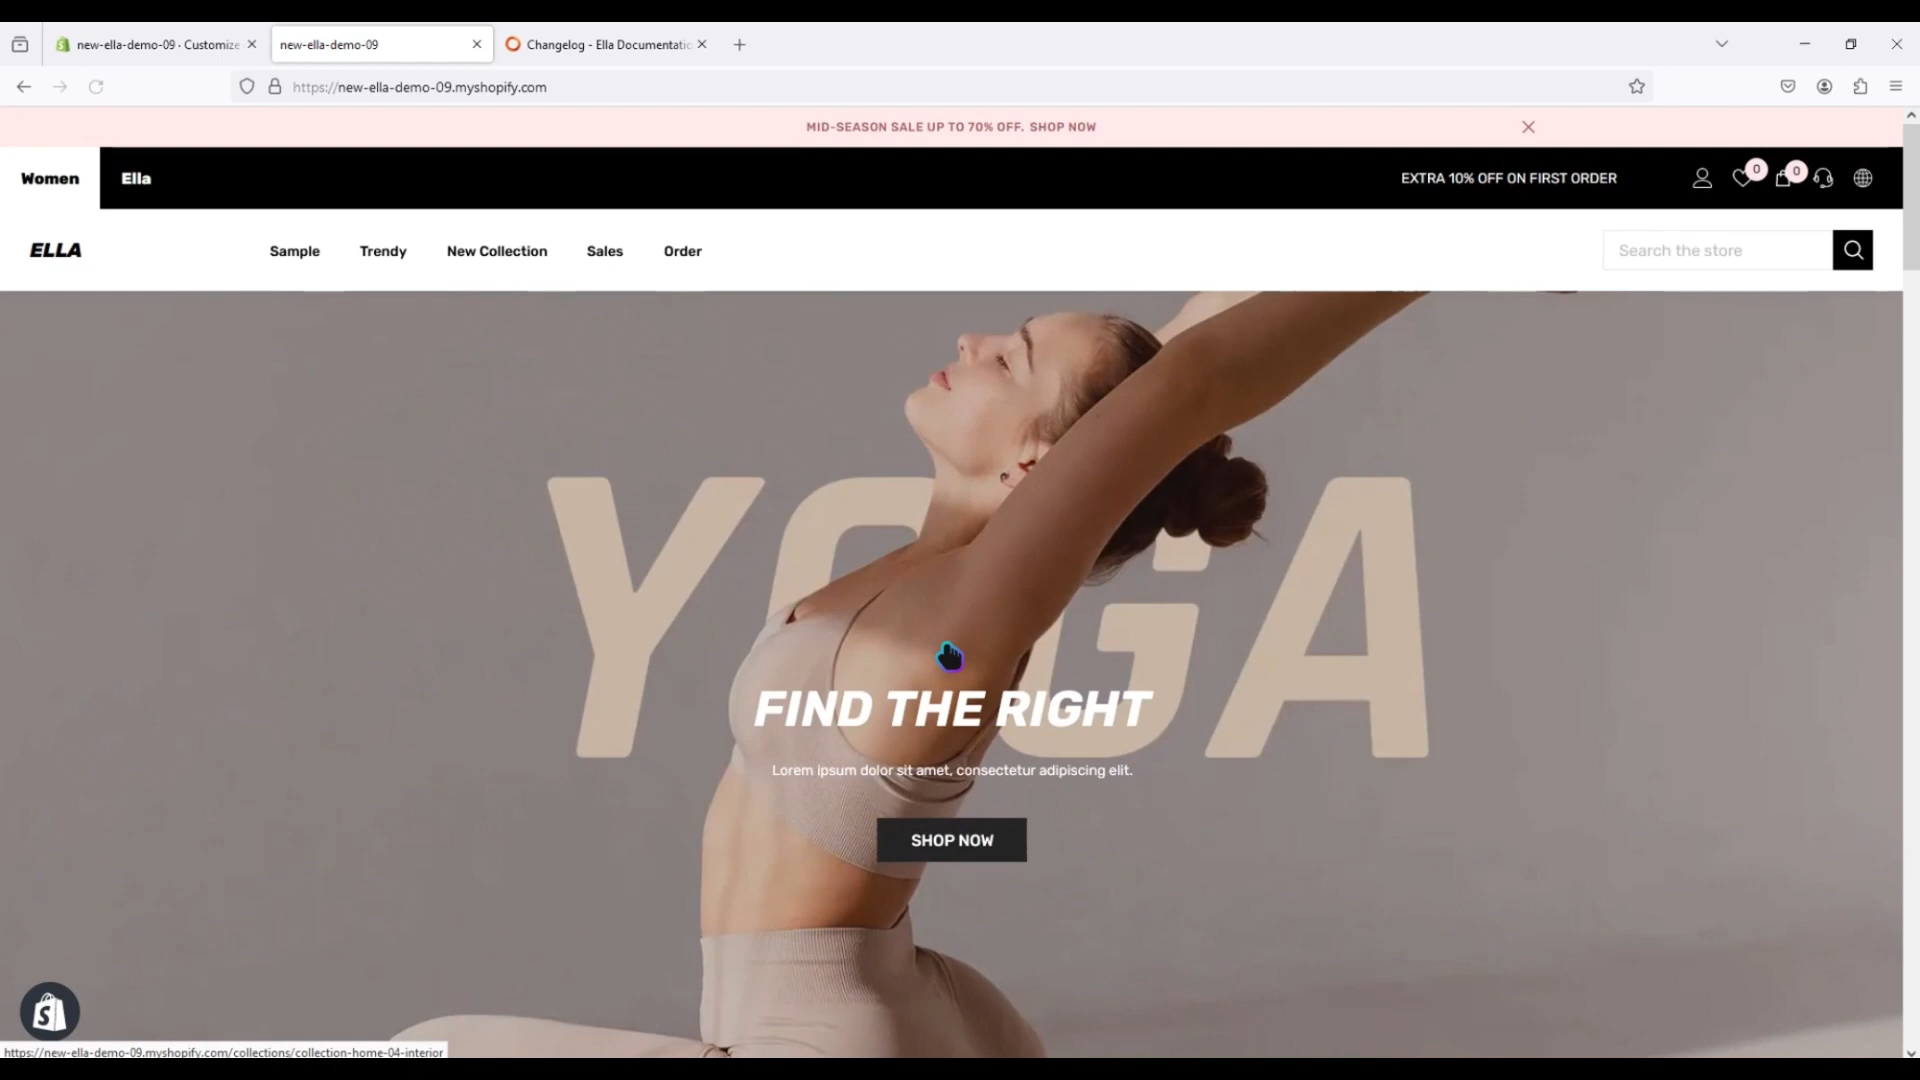 new-ella-demo-09 · Customize
new-ella-demo-09
Changelog - Ella Documentatio
https://new-ella-demo-09.myshopify.com
MID-SEASON SALE UP TO 70% OFF. SHOP NOW
Women
Ella
EXTRA 10% OFF ON FIRST ORDER
0
0
ELLA
Sample
Trendy
New Collection
Sales
Order
Search the store
YOGA
FIND THE RIGHT
Lorem ipsum dolor sit amet, consectetur adipiscing elit.
SHOP NOW
https://new-ella-demo-09.myshopify.com/collections/collection-home-04-interior